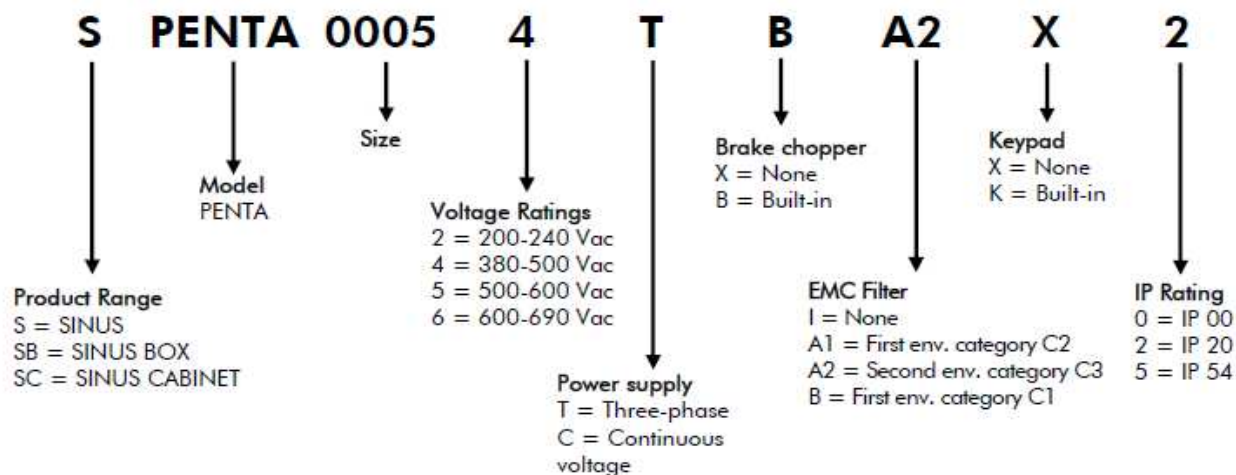 S PENTA 0005 4 T B A2 X 2
Size
Model
PENTA
Brake chopper
X = None
B = Built-in
Keypad
X = None
K = Built-in
Voltage Ratings
2 = 200-240 Vac
4 = 380-500 Vac
5 = 500-600 Vac
6 = 600-690 Vac
Product Range
S = SINUS
SB = SINUS BOX
SC = SINUS CABINET
EMC Filter
I = None
A1 = First env. category C2
A2 = Second env. category C3
B = First env. category C1
IP Rating
0 = IP 00
2 = IP 20
5 = IP 54
Power supply
T = Three-phase
C = Continuous
voltage